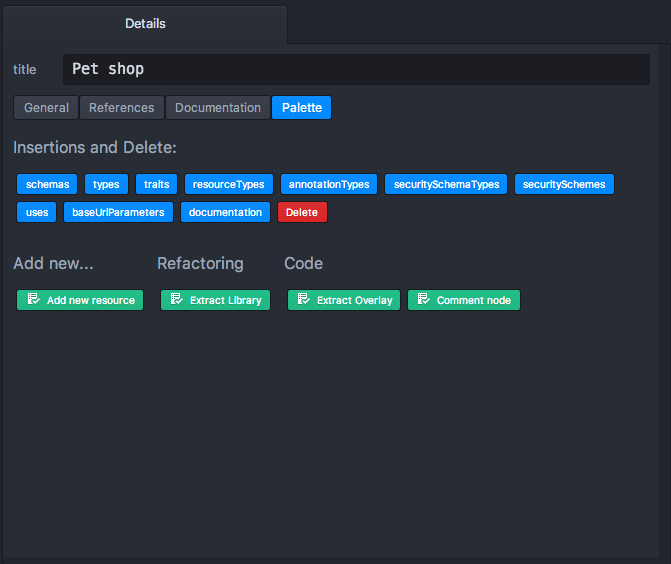 Details
title Pet shop
General References Documentation Palette
Insertions and Delete:
schemas types traits resourceTypes annotationTypes securitySchemaTypes securitySchemes
uses baseUriParameters documentation Delete
Add new... Refactoring Code
Add new resource Extract Library Extract Overlay Comment node